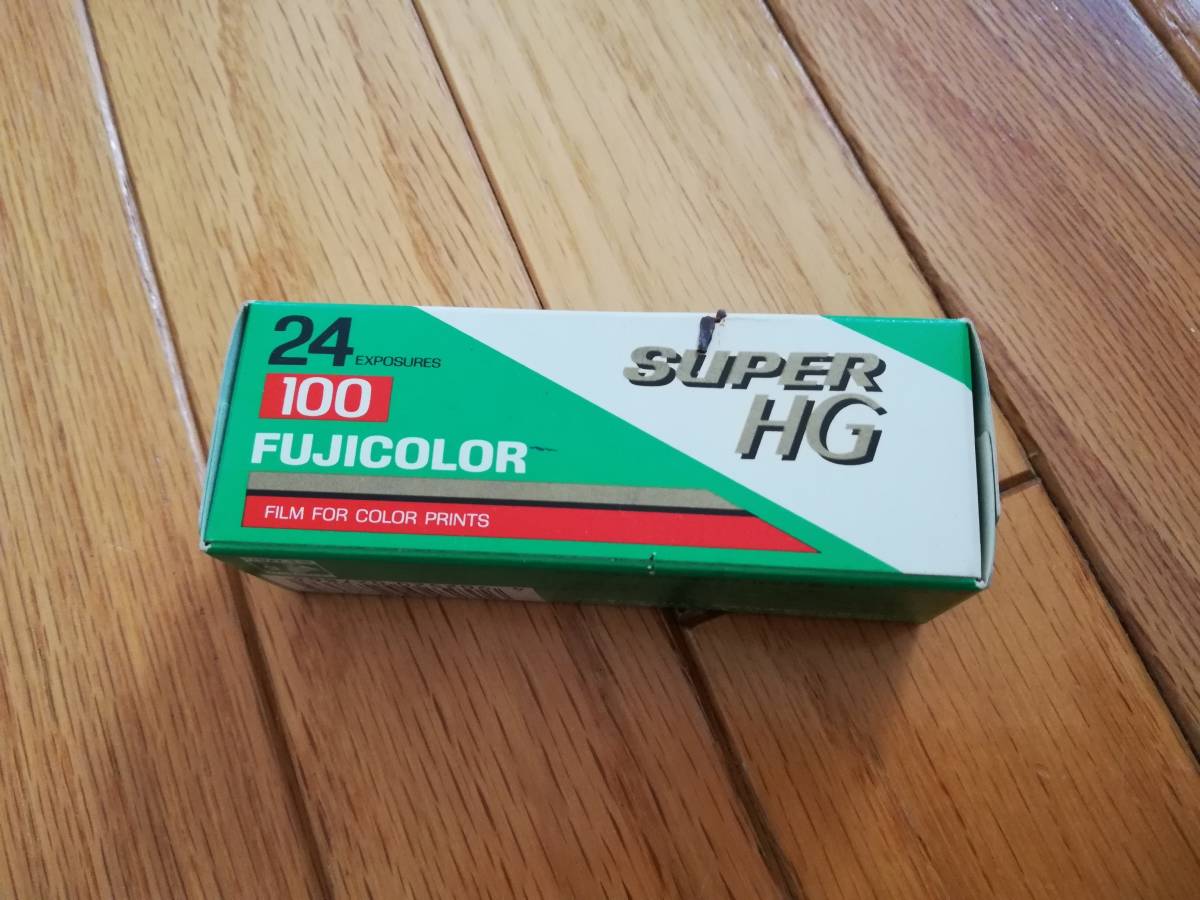 24 EXPOSURES
100
FUJICOLOR
FILM FOR COLOR PRINTS
SUPER
HG